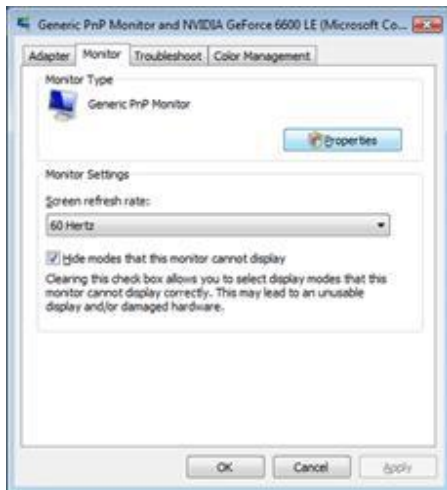 Generic PnP Monitor and NVIDIA GeForce 6600 LE (Microsoft Co...
Adapter Monitor Troubleshoot Color Management
Monitor Type
Generic PnP Monitor
Properties
Monitor Settings
Screen refresh rate:
60 Hertz
Hide modes that this monitor cannot display
Clearing this check box allows you to select display modes that this
monitor cannot display correctly. This may lead to an unusable
display and/or damaged hardware.
OK Cancel Apply